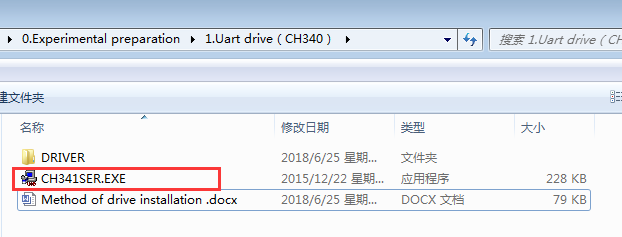 0.Experimental preparation 1.Uart drive ( CH340 ) 搜索 1.Uart drive ( CH
建文件夹
名称 修改日期 类型 大小
DRIVER 2018/6/25 星期... 文件夹
CH341SER.EXE 2015/12/22 星期... 应用程序 228 KB
Method of drive installation .docx 2018/6/25 星期... DOCX 文档 79 KB